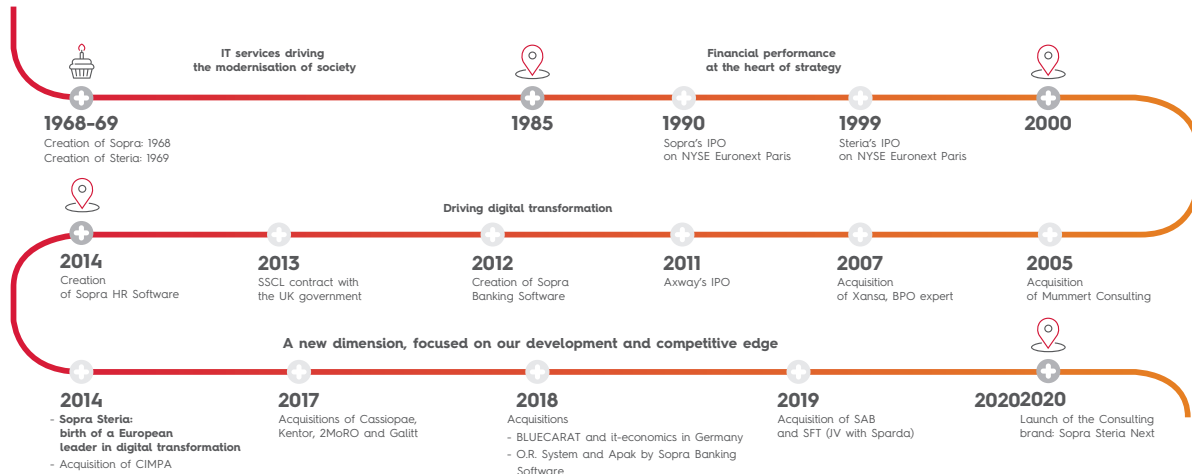 IT services driving
the modernisation of society
Financial performance
at the heart of strategy
1968-69
Creation of Sopra: 1968
Creation of Steria: 1969
1985
1990
Sopra's IPO
on NYSE Euronext Paris
1999
Steria's IPO
on NYSE Euronext Paris
2000
Driving digital transformation
2014
Creation
of Sopra HR Software
2013
SSCL contract with
the UK government
2012
Creation of Sopra
Banking Software
2011
Axway's IPO
2007
Acquisition
of Xansa, BPO expert
2005
Acquisition
of Mummert Consulting
A new dimension, focused on our development and competitive edge
2014
- Sopra Steria:
birth of a European
leader in digital transformation
- Acquisition of CIMPA
2017
Acquisitions of Cassiopae,
Kentor, 2MoRO and Galitt
2018
Acquisitions
- BLUECARAT and it-economics in Germany
- O.R. System and Apak by Sopra Banking
Software
2019
Acquisition of SAB
and SFT (JV with Sparda)
20202020
Launch of the Consulting
brand: Sopra Steria Next